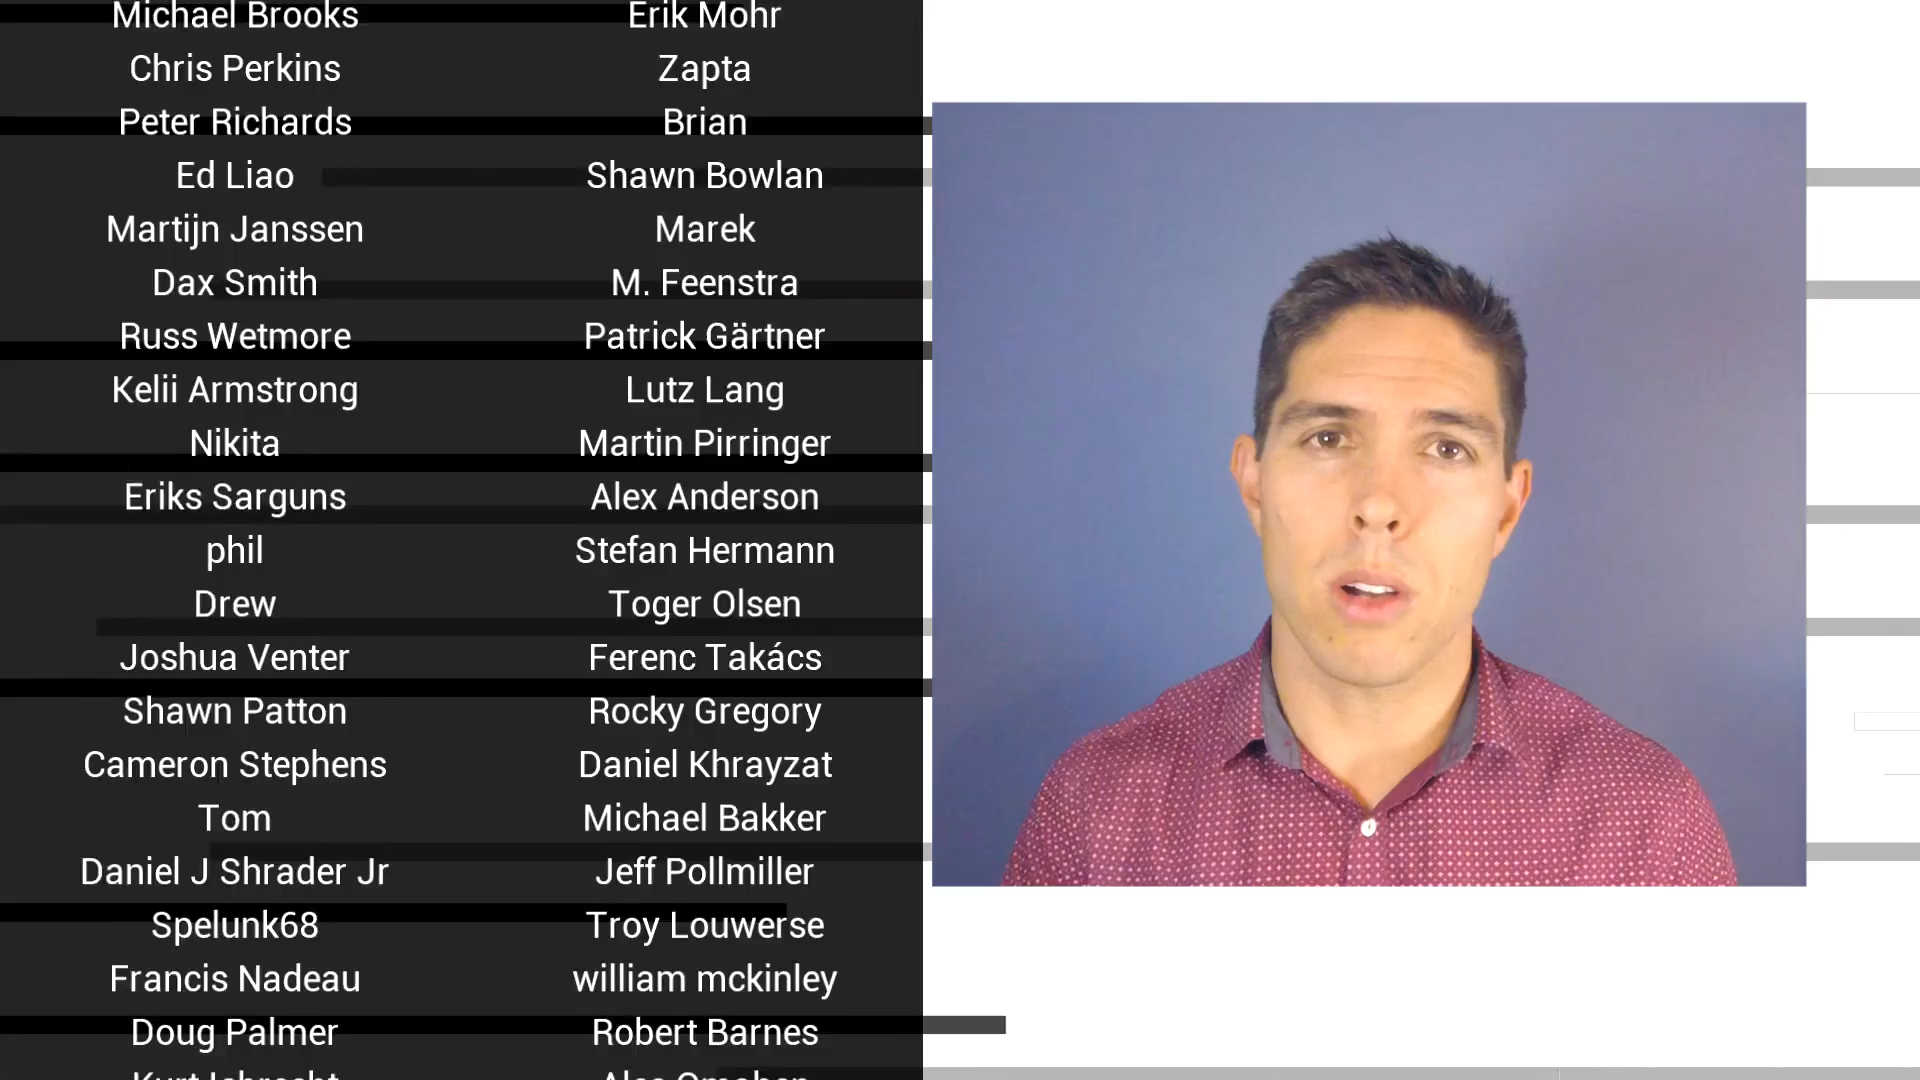 Michael Brooks
Erik Mohr
Chris Perkins
Zapta
Peter Richards
Brian
Ed Liao
Shawn Bowlan
Martijn Janssen
Marek
Dax Smith
M. Feenstra
Russ Wetmore
Patrick Gärtner
Kelii Armstrong
Lutz Lang
Nikita
Martin Pirringer
Eriks Sarguns
Alex Anderson
phil
Stefan Hermann
Drew
Toger Olsen
Joshua Venter
Ferenc Takács
Shawn Patton
Rocky Gregory
Cameron Stephens
Daniel Khrayzat
Tom
Michael Bakker
Daniel J Shrader Jr
Jeff Pollmiller
Spelunk68
Troy Louwerse
Francis Nadeau
william mckinley
Doug Palmer
Robert Barnes